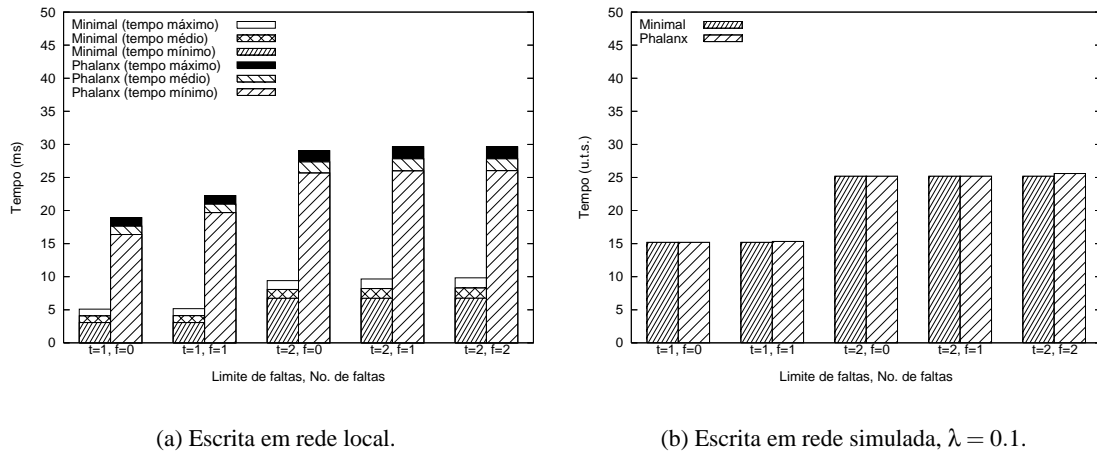 50
45
40
35
30
25
20
15
10
5
0
Tempo (ms)
Minimal (tempo máximo)
Minimal (tempo médio)
Minimal (tempo mínimo)
Phalanx (tempo máximo)
Phalanx (tempo médio)
Phalanx (tempo mínimo)
t=1, f=0 t=1, f=1 t=2, f=0 t=2, f=1 t=2, f=2
Limite de faltas, No. de faltas
(a) Escrita em rede local.
50
45
40
35
30
25
20
15
10
5
0
Tempo (u.t.s.)
Minimal
Phalanx
t=1, f=0 t=1, f=1 t=2, f=0 t=2, f=1 t=2, f=2
Limite de faltas, No. de faltas
(b) Escrita em rede simulada, λ = 0.1.